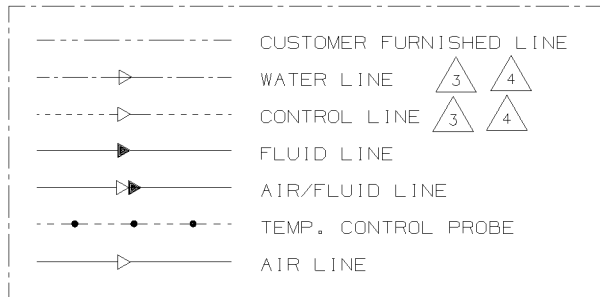 CUSTOMER FURNISHED LINE
WATER LINE 3 4
CONTROL LINE 3 4
FLUID LINE
AIR/FLUID LINE
TEMP. CONTROL PROBE
AIR LINE